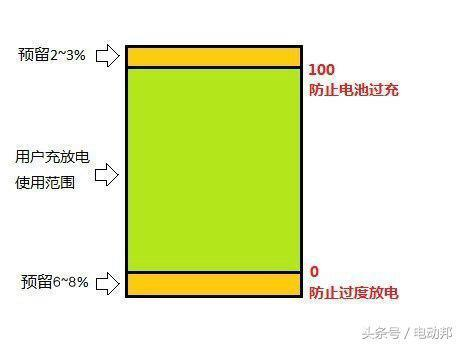 预留2~3%
100
防止电池过充
用户充放电
使用范围
0
预留6~8%
防止过度放电
头条号／电动邦